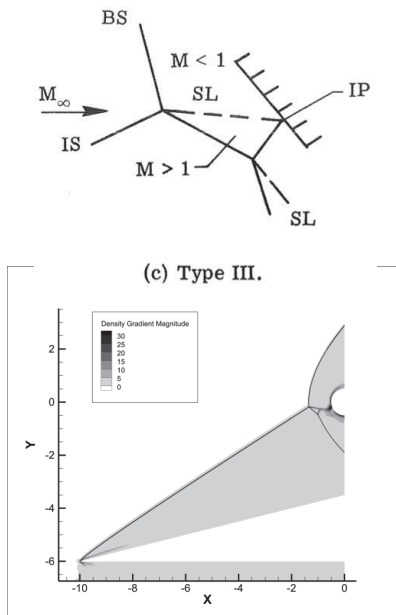 BS
M < 1
SL
IP
M∞
IS
M > 1
SL
(c) Type III.
Density Gradient Magnitude
30
25
20
15
10
5
0
2
0
-2
-4
-6
Y
-10 -8 -6 -4 -2 0
X